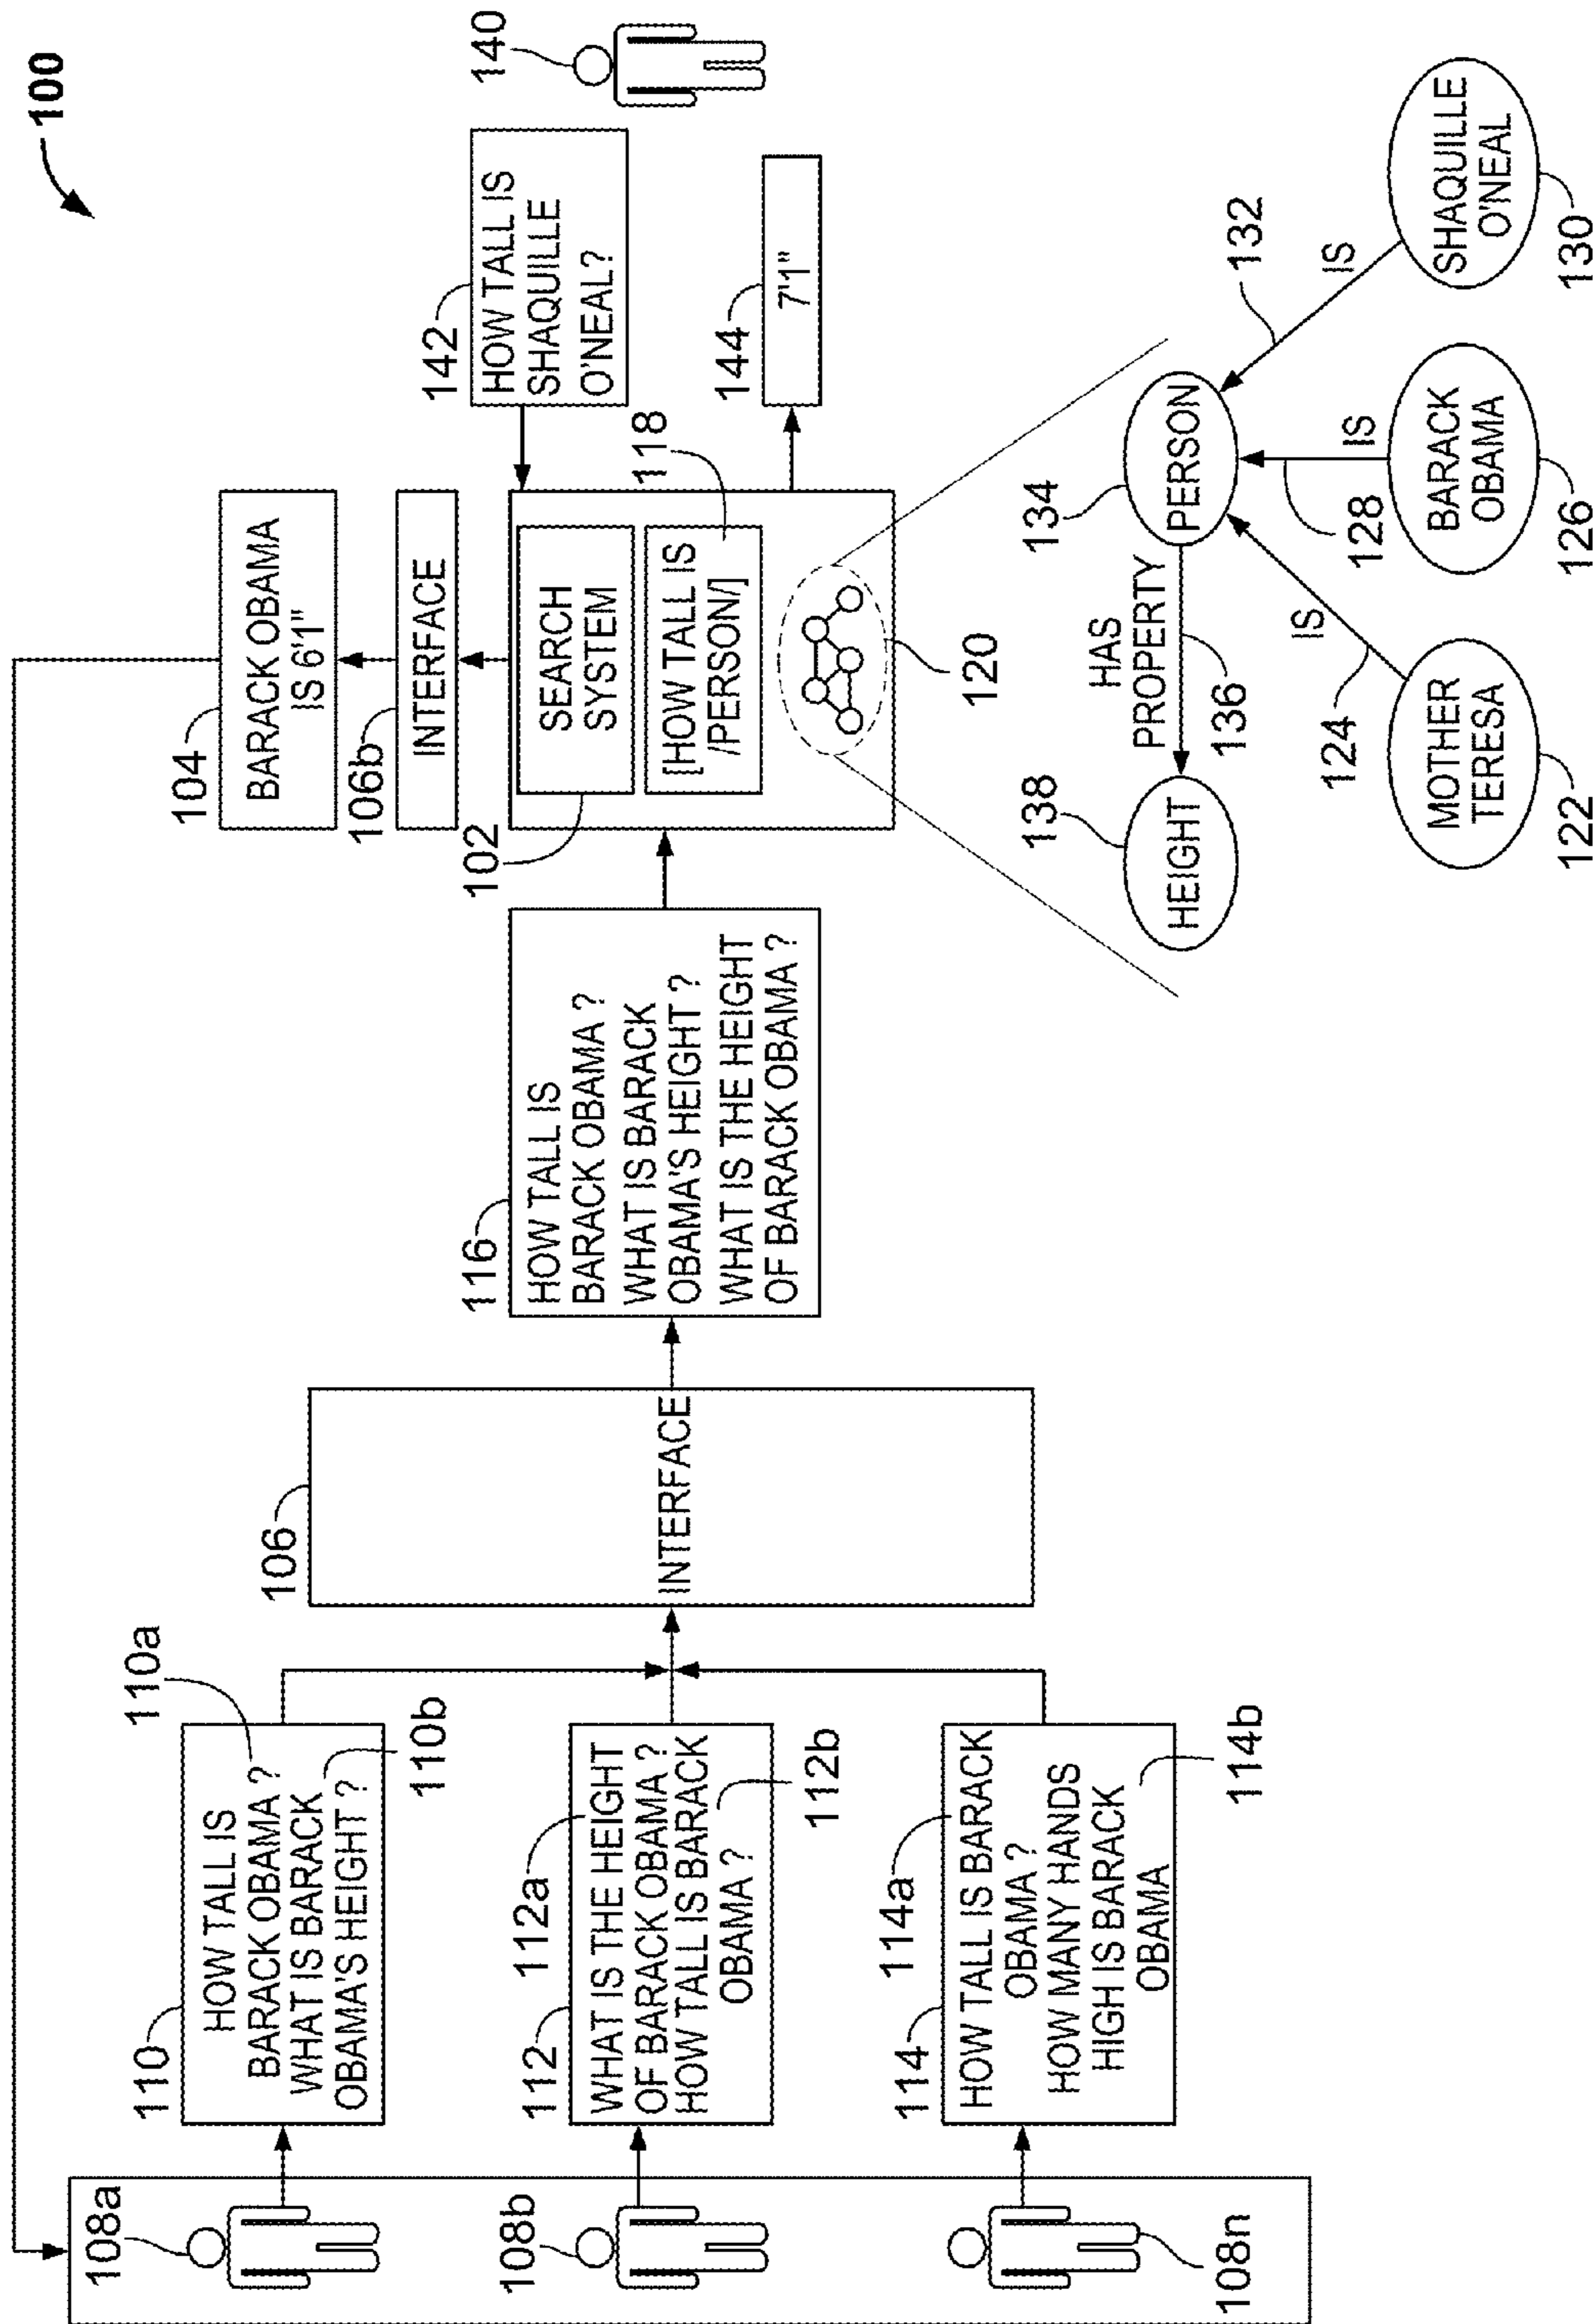 100
104
BARACK OBAMA
IS 6'1"
106b
INTERFACE
102
SEARCH
SYSTEM
118
[HOW TALL IS
/PERSON/]
120
142
HOW TALL IS
SHAQUILLE
O'NEAL?
140
144
7'1"
108a
108b
108n
110
HOW TALL IS
BARACK OBAMA ?
WHAT IS BARACK
OBAMA'S HEIGHT ?
110a
110b
112
WHAT IS THE HEIGHT
OF BARACK OBAMA ?
HOW TALL IS BARACK
OBAMA ?
112a
112b
114
HOW TALL IS BARACK
OBAMA ?
HOW MANY HANDS
HIGH IS BARACK
OBAMA
114a
114b
106
INTERFACE
116
HOW TALL IS
BARACK OBAMA ?
WHAT IS BARACK
OBAMA'S HEIGHT ?
WHAT IS THE HEIGHT
OF BARACK OBAMA ?
138
HEIGHT
HAS
PROPERTY
136
134
PERSON
132
IS
IS
128
IS
124
MOTHER
TERESA
122
BARACK
OBAMA
126
SHAQUILLE
O'NEAL
130